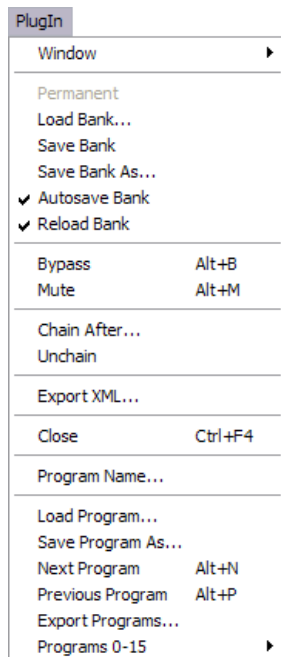 PlugIn
Window
Permanent
Load Bank...
Save Bank
Save Bank As...
Autosave Bank
Reload Bank
Bypass Alt+B
Mute Alt+M
Chain After...
Unchain
Export XML...
Close Ctrl+F4
Program Name...
Load Program...
Save Program As...
Next Program Alt+N
Previous Program Alt+P
Export Programs...
Programs 0-15